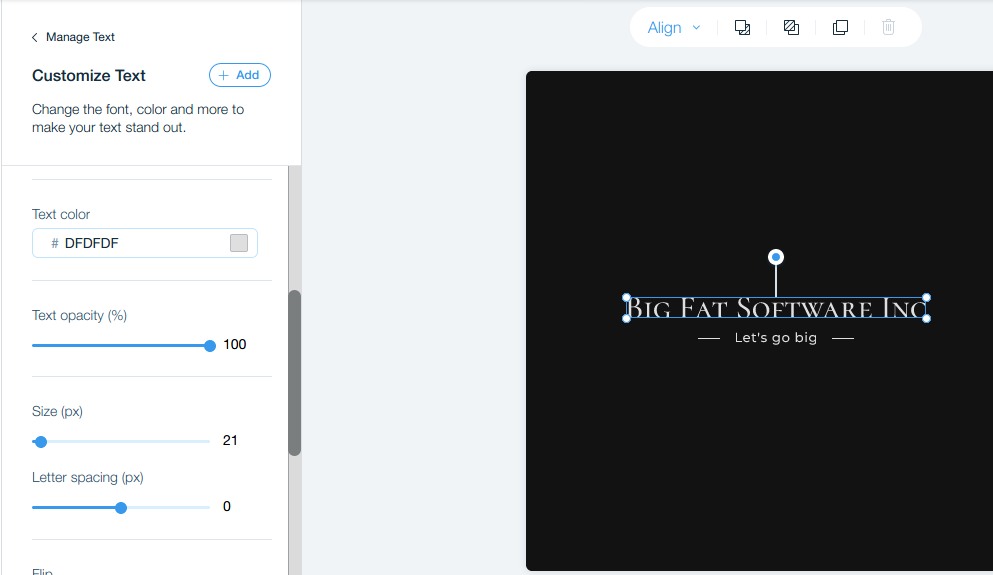 Manage Text
Customize Text
+ Add
Change the font, color and more to
make your text stand out.
Text color
# DFDFDF
Text opacity (%)
100
Size (px)
21
Letter spacing (px)
0
Flip
Align
Big Fat Software Inc
Let's go big